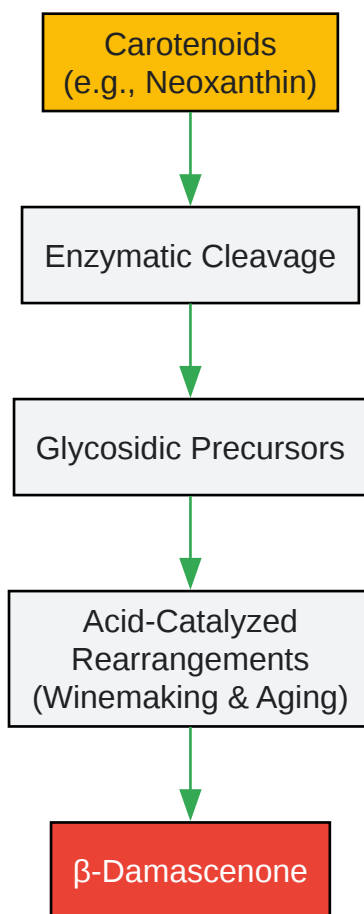 Carotenoids
(e.g., Neoxanthin)
Enzymatic Cleavage
Glycosidic Precursors
Acid-Catalyzed
Rearrangements
(Winemaking & Aging)
β-Damascenone